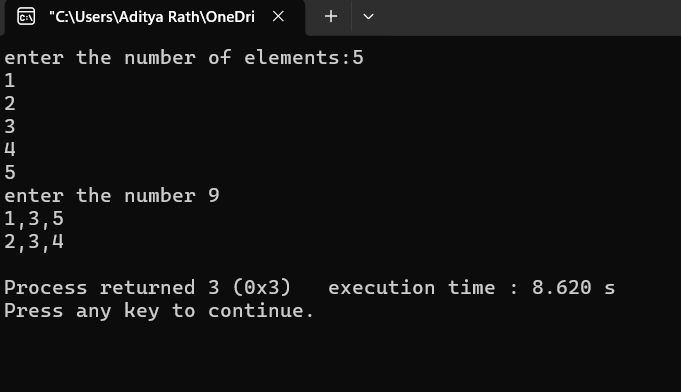 "C:\Users\Aditya Rath\OneDri
enter the number of elements:5
1
2
3
4
5
enter the number 9
1,3,5
2,3,4
Process returned 3 (0x3)   execution time : 8.620 s
Press any key to continue.